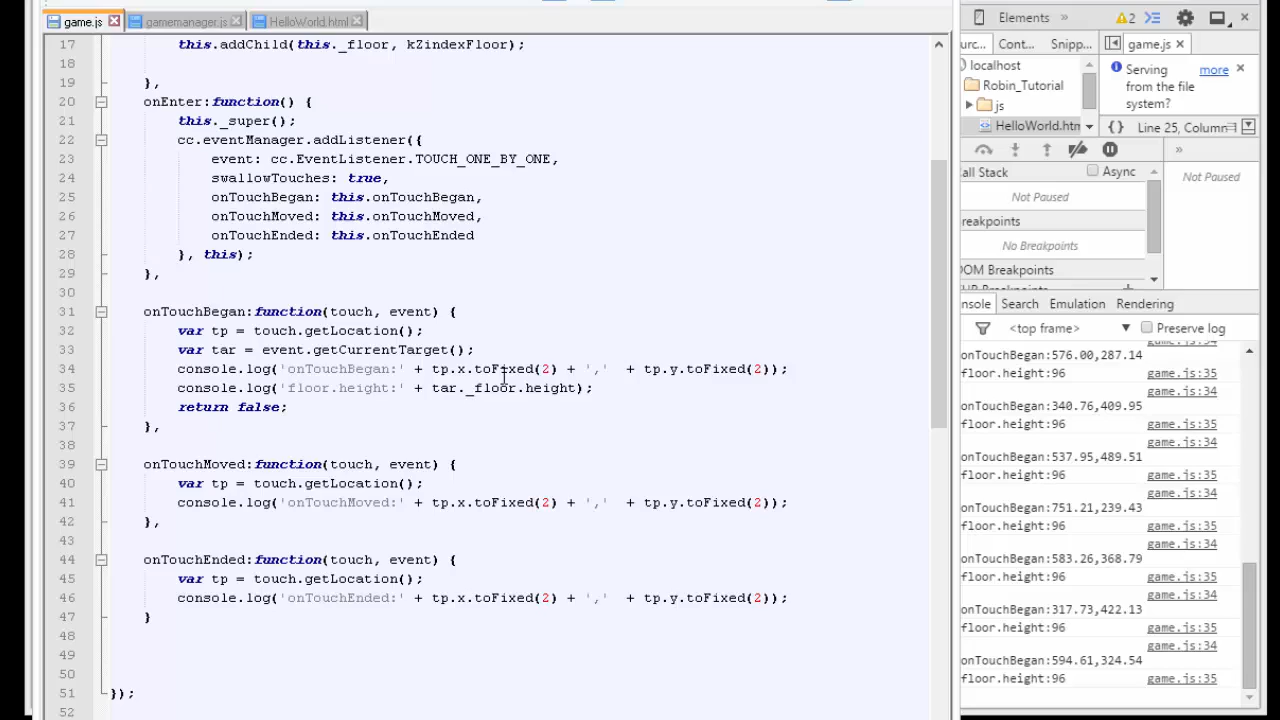 game.js gamemanager.js HelloWorld.html
17 this.addChild(this._floor, kZindexFloor);
18
19 },
20 onEnter:function() {
21 this._super();
22 cc.eventManager.addListener({
23 event: cc.EventListener.TOUCH_ONE_BY_ONE,
24 swallowTouches: true,
25 onTouchBegan: this.onTouchBegan,
26 onTouchMoved: this.onTouchMoved,
27 onTouchEnded: this.onTouchEnded
28 }, this);
29 },
30
31 onTouchBegan:function(touch, event) {
32 var tp = touch.getLocation();
33 var tar = event.getCurrentTarget();
34 console.log('onTouchBegan:' + tp.x.toFixed(2) + ',' + tp.y.toFixed(2));
35 console.log('floor.height:' + tar._floor.height);
36 return false;
37 },
38
39 onTouchMoved:function(touch, event) {
40 var tp = touch.getLocation();
41 console.log('onTouchMoved:' + tp.x.toFixed(2) + ',' + tp.y.toFixed(2));
42 },
43
44 onTouchEnded:function(touch, event) {
45 var tp = touch.getLocation();
46 console.log('onTouchEnded:' + tp.x.toFixed(2) + ',' + tp.y.toFixed(2));
47 }
48
49
50
51 });
52
Elements » 2
urc... Cont... Snipp... game.js
localhost
Robin_Tutorial
js
HelloWorld.htm
Serving more
from the file
system?
{} Line 25, Column
»
all Stack Async
Not Paused
Not Paused
reakpoints
No Breakpoints
OM Breakpoints
onsole Search Emulation Rendering
<top frame> Preserve log
onTouchBegan:576.00,287.14
floor.height:96 game.js:35
game.js:34
onTouchBegan:340.76,409.95
floor.height:96 game.js:35
game.js:34
onTouchBegan:537.95,489.51
floor.height:96 game.js:35
game.js:34
onTouchBegan:751.21,239.43
floor.height:96 game.js:35
game.js:34
onTouchBegan:583.26,368.79
floor.height:96 game.js:35
game.js:34
onTouchBegan:317.73,422.13
floor.height:96 game.js:35
game.js:34
onTouchBegan:594.61,324.54
floor.height:96 game.js:35